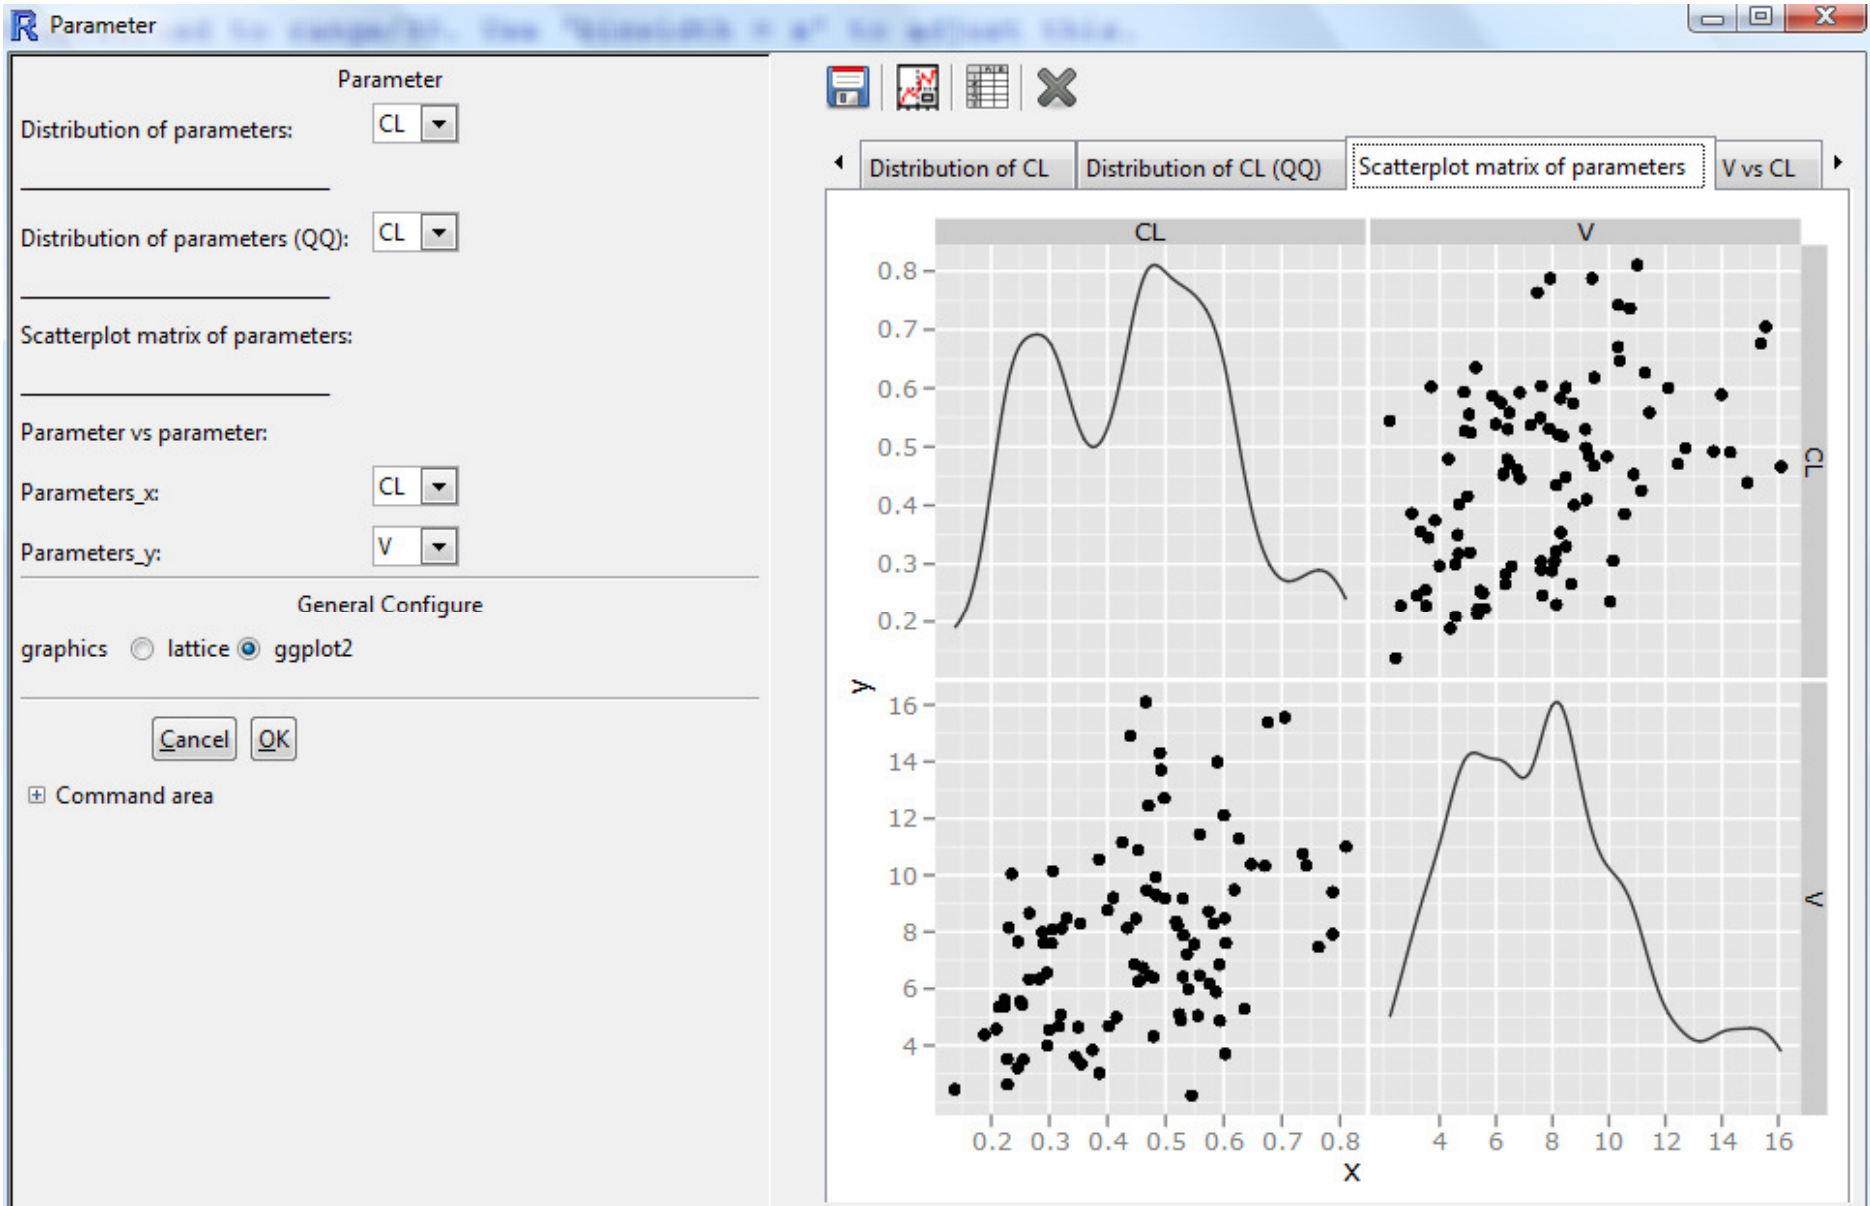 Parameter
Parameter
Distribution of parameters: CL
Distribution of parameters (QQ): CL
Scatterplot matrix of parameters:
Parameter vs parameter:
Parameters_x: CL
Parameters_y: V
General Configure
graphics lattice ggplot2
Cancel OK
Command area
Distribution of CL Distribution of CL (QQ) Scatterplot matrix of parameters V vs CL
CL V
0.8
0.7
0.6
0.5
0.4
0.3
0.2
CL
y
16
14
12
10
8
6
4
V
0.2 0.3 0.4 0.5 0.6 0.7 0.8 4 6 8 10 12 14 16
x